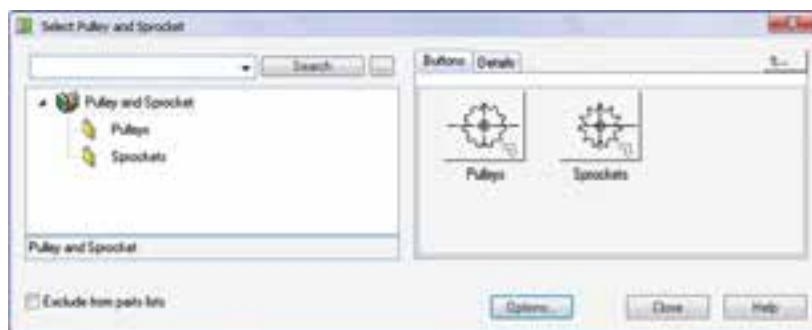 Select Pulley and Sprocket
Search ...
Pulley and Sprocket
Pulleys
Sprockets
Pulley and Sprocket
Buttons Details
Pulleys Sprockets
Exclude from parts lists
Options... Close Help